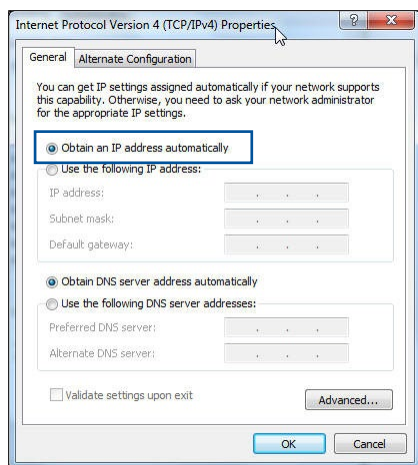 Internet Protocol Version 4 (TCP/IPv4) Properties
General
Alternate Configuration
You can get IP settings assigned automatically if your network supports
this capability. Otherwise, you need to ask your network administrator
for the appropriate IP settings.
Obtain an IP address automatically
Use the following IP address:
IP address:
Subnet mask:
Default gateway:
Obtain DNS server address automatically
Use the following DNS server addresses:
Preferred DNS server:
Alternate DNS server:
Validate settings upon exit
Advanced...
OK
Cancel